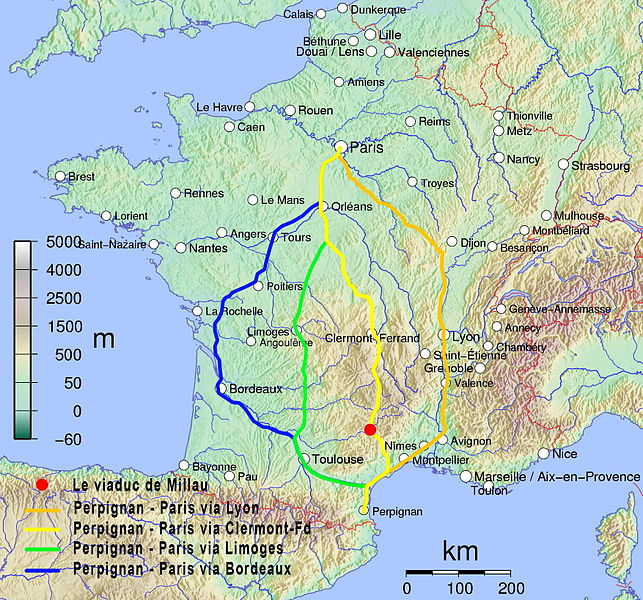 Dunkerque
Calais
Lille
Béthune
Douai / Lens
Valenciennes
Amiens
Le Havre
Rouen
Thionville
Reims
Caen
Metz
Paris
Nancy
Strasbourg
Brest
Troyes
Rennes
Le Mans
Orléans
Lorient
Mulhouse
Montbéliard
Angers
Tours
Dijon
Besançon
Saint-Nazaire
Nantes
5000
4000
2500
1500
500
50
0
-60
m
Poitiers
La Rochelle
Genève-Annemasse
Annecy
Limoges
Angoulème
Clermont-Ferrand
Lyon
Chambéry
Saint-Étienne
Grenoble
Valence
Bordeaux
Avignon
Nîmes
Montpellier
Nice
Toulouse
Bayonne
Pau
Marseille / Aix-en-Provence
Toulon
Perpignan
Le viaduc de Millau
Perpignan - Paris via Lyon
Perpignan - Paris via Clermont-Fd
Perpignan - Paris via Limoges
Perpignan - Paris via Bordeaux
km
0 100 200